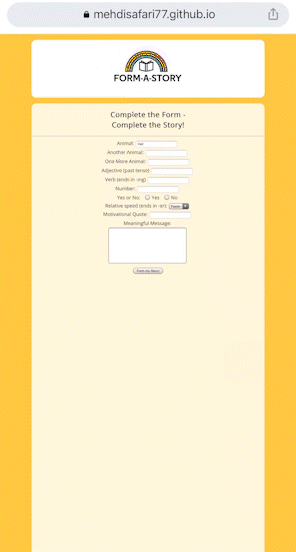 mehdisafari77.github.io
FORM-A-STORY
Complete the Form -
Complete the Story!
Animal:
Another Animal:
One More Animal:
Adjective (past tense):
Verb (ends in -ing):
Number:
Yes or No: Yes No
Relative speed (ends in -er):
Motivational Quote:
Meaningful Message:
Form my Story!